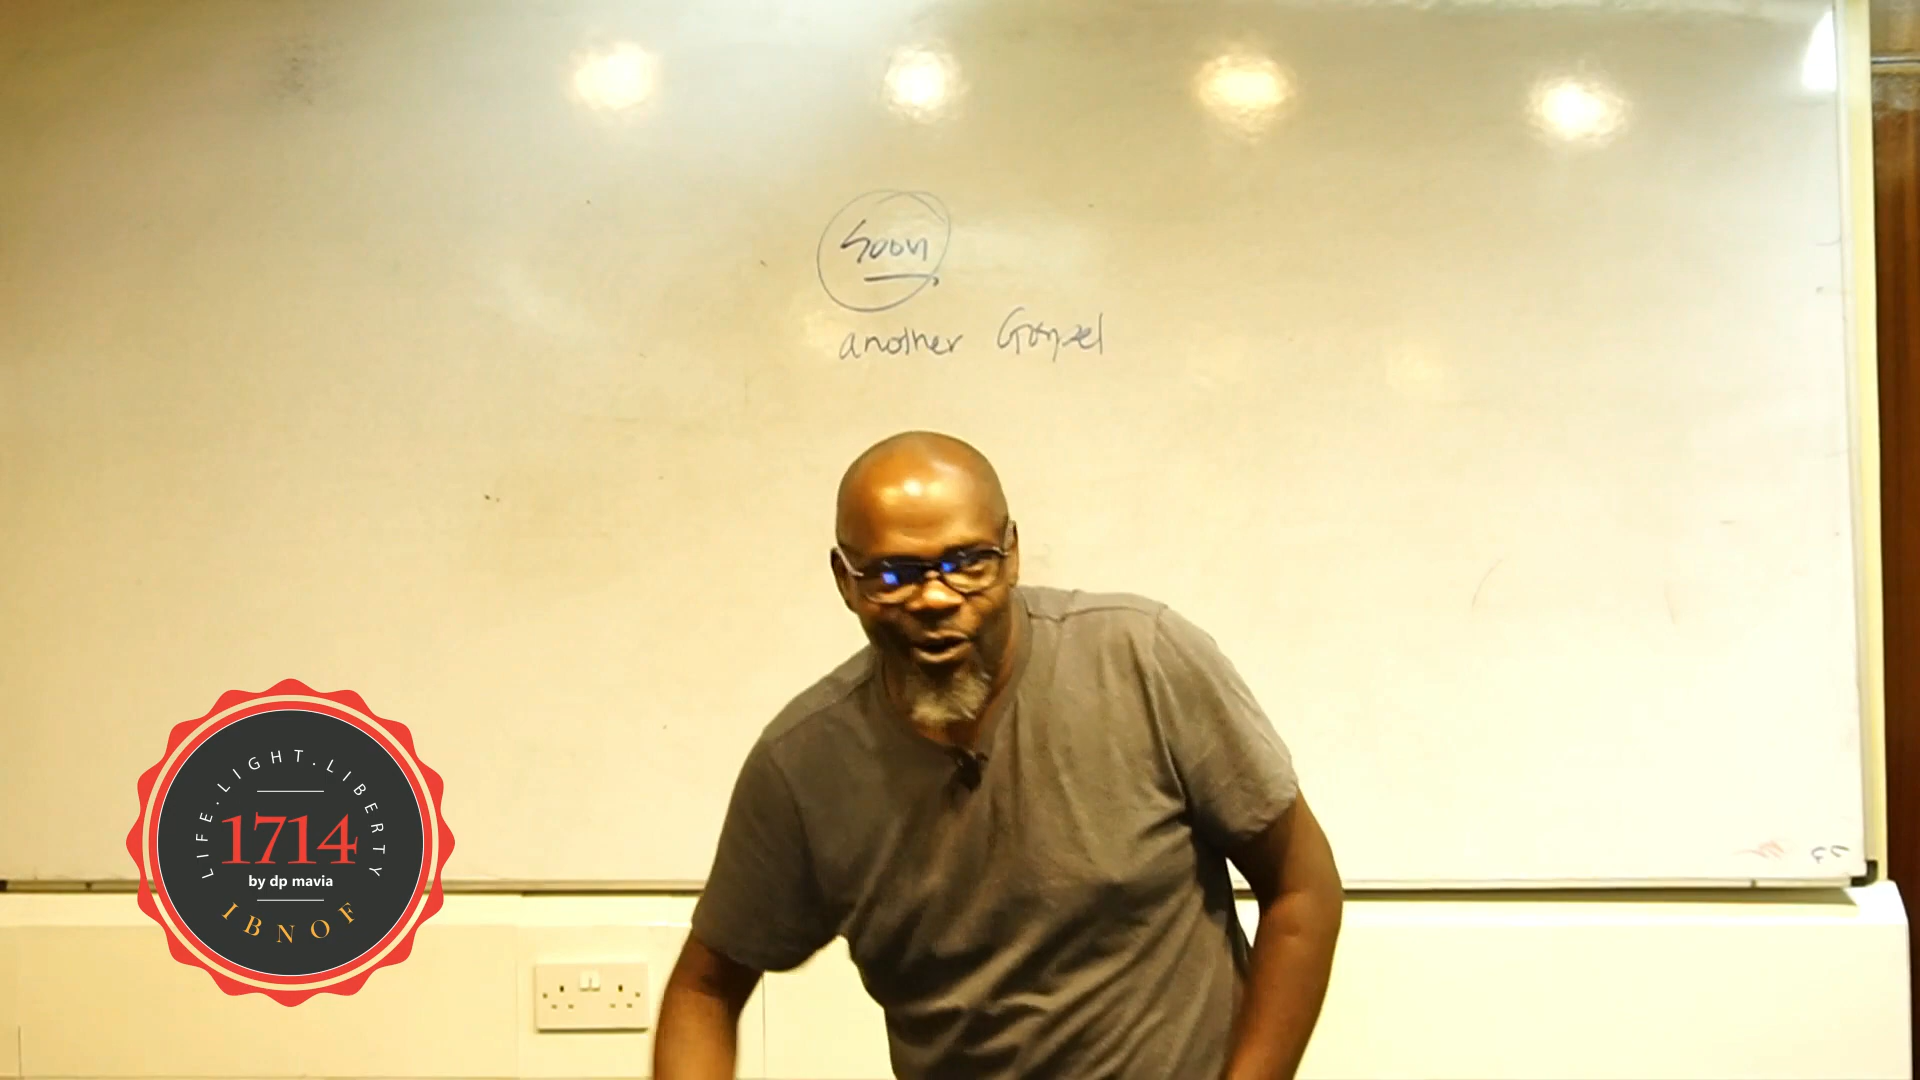 Soon
another Gospel
LIFE.LIGHT.LIBERTY
1714
by dp mavia
IBNOF